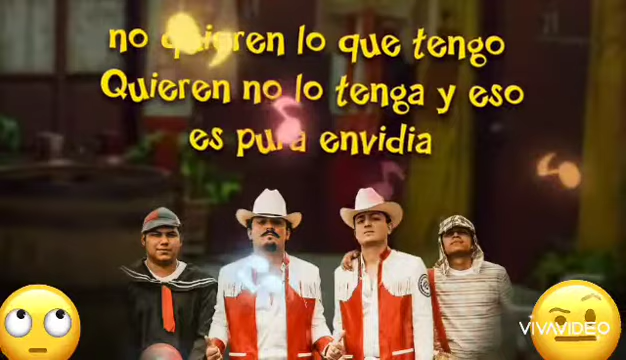 no quieren lo que tengo
Quieren no lo tenga y eso
es pura envidia
VIVAVIDEO